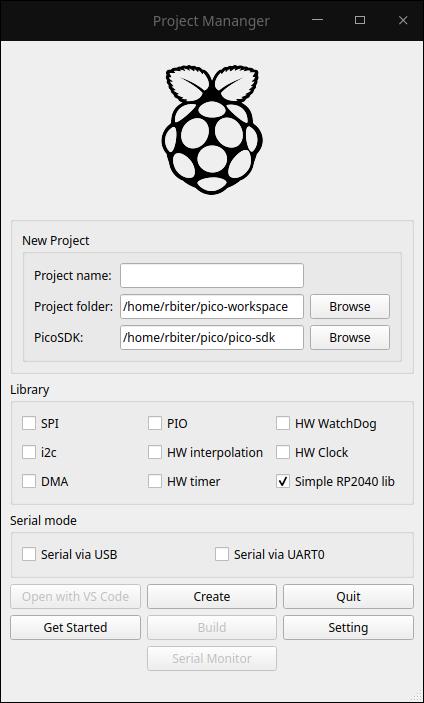 Project Mananger
New Project
Project name:
Project folder: /home/rbiter/pico-workspace Browse
PicoSDK: /home/rbiter/pico/pico-sdk Browse
Library
SPI PIO HW WatchDog
i2c HW interpolation HW Clock
DMA HW timer Simple RP2040 lib
Serial mode
Serial via USB Serial via UART0
Open with VS Code Create Quit
Get Started Build Setting
Serial Monitor